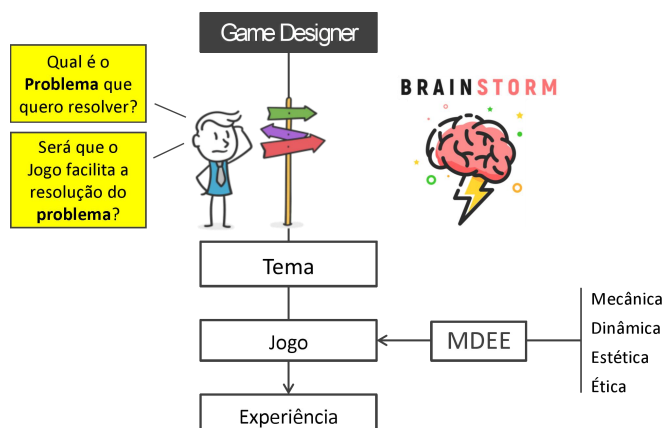 Game Designer
Qual é o
Problema que
quero resolver?
BRAINSTORM
Será que o
Jogo facilita a
resolução do
problema?
Tema
Mecânica
Dinâmica
Jogo
MDEE
Estética
Ética
Experiência